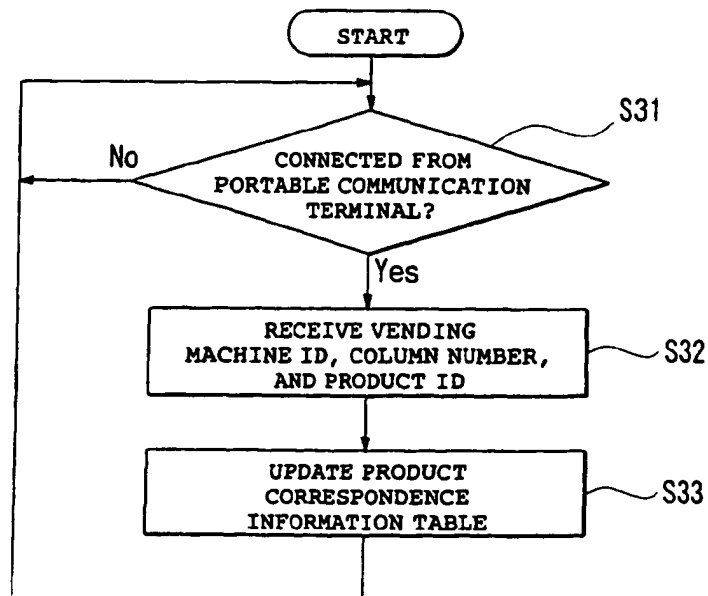 START
S31
No
CONNECTED FROM
PORTABLE COMMUNICATION
TERMINAL?
Yes
RECEIVE VENDING
MACHINE ID, COLUMN NUMBER,
AND PRODUCT ID
S32
UPDATE PRODUCT
CORRESPONDENCE
INFORMATION TABLE
S33